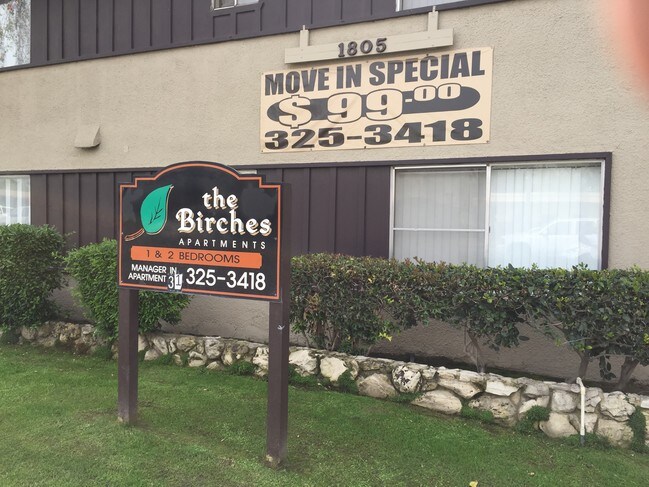 1805
MOVE IN SPECIAL
$99.00
325-3418
the
Birches
APARTMENTS
1 & 2 BEDROOMS
MANAGER IN
APARTMENT 31 325-3418